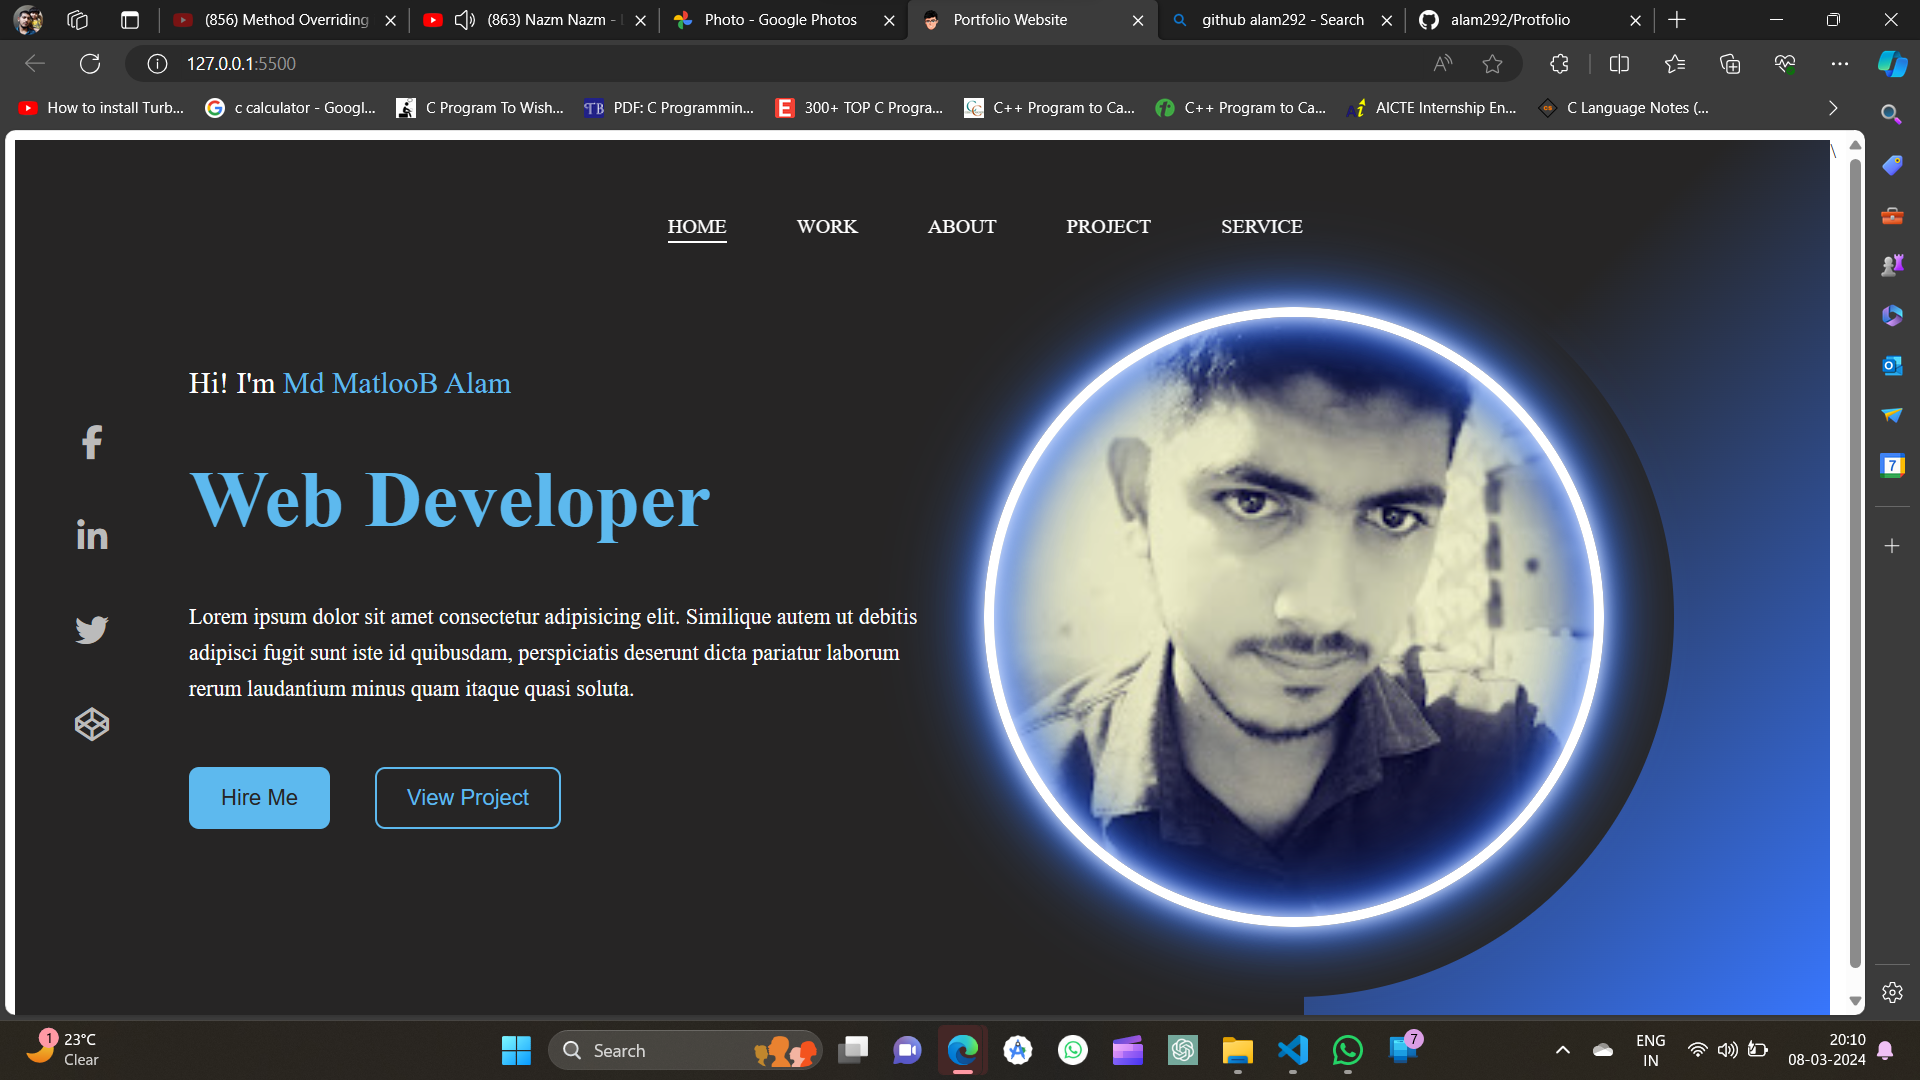 (856) Method Overriding
(863) Nazm Nazm -
Photo - Google Photos
Portfolio Website
github alam292 - Search
alam292/Protfolio
127.0.0.1:5500
How to install Turb...
c calculator - Googl...
C Program To Wish...
PDF: C Programmin...
300+ TOP C Progra...
C++ Program to Ca...
C++ Program to Ca...
AICTE Internship En...
C Language Notes (...
\
HOME
WORK
ABOUT
PROJECT
SERVICE
Hi! I'm Md MatlooB Alam
Web Developer
Lorem ipsum dolor sit amet consectetur adipisicing elit. Similique autem ut debitis
adipisci fugit sunt iste id quibusdam, perspiciatis deserunt dicta pariatur laborum
rerum laudantium minus quam itaque quasi soluta.
Hire Me
View Project
7
1
23°C
Clear
Search
7
ENG
IN
20:10
08-03-2024